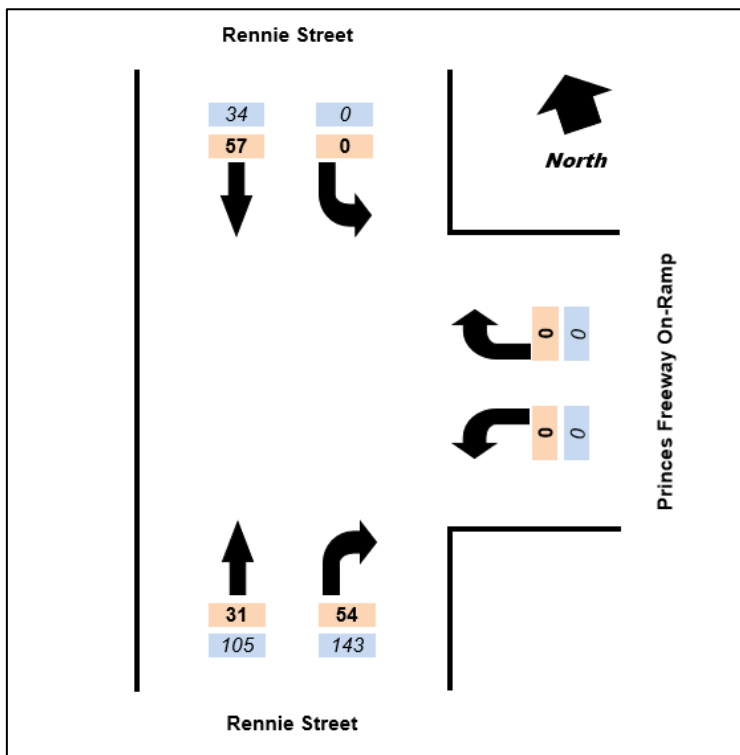 Rennie Street
34 0
57 0
North
0 0
0 0
Princes Freeway On-Ramp
31 54
105 143
Rennie Street